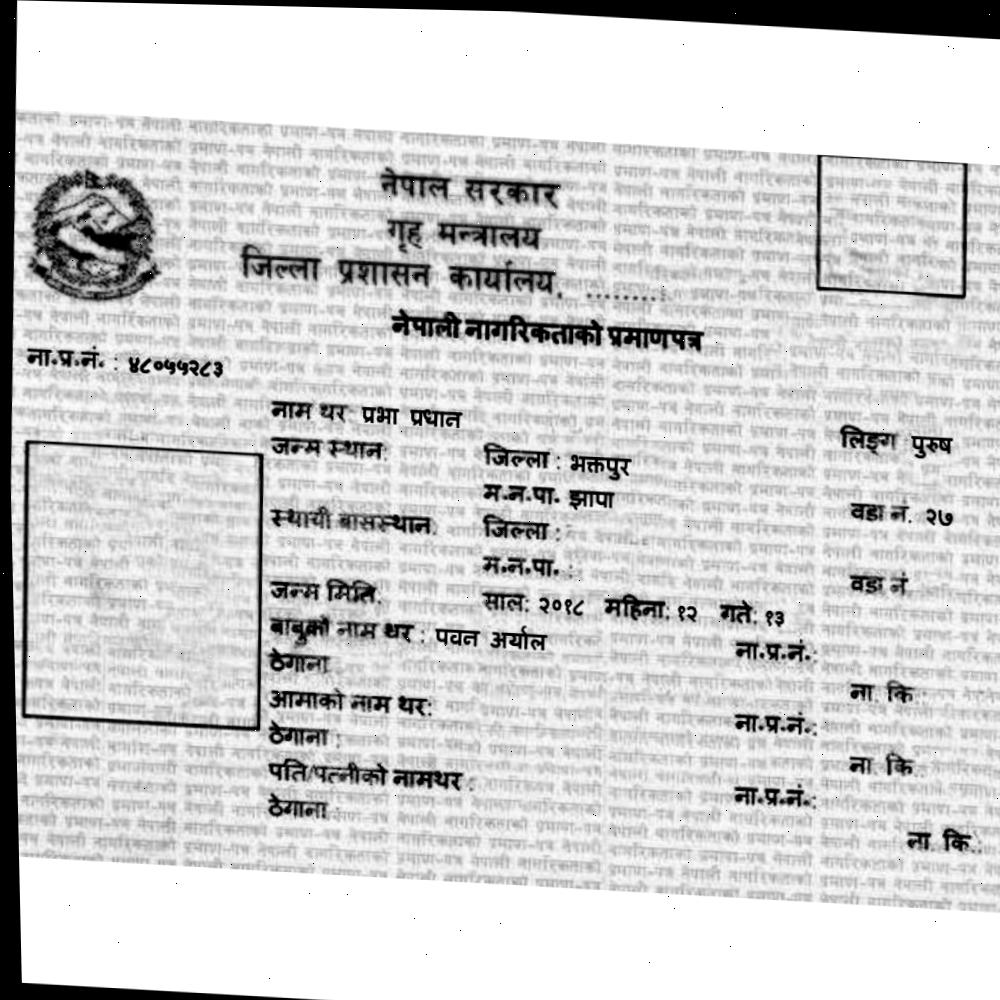 नेपाल सरकार
गृह मन्त्रालय
जिल्ला प्रशासन कार्यालय, .........
नेपाली नागरिकताको प्रमाणपत्र
ना.प्र.नं. : ४८०५५२८३
नाम थर: प्रभा प्रधान लिङ्ग पुरुष
जन्म स्थान: जिल्ला : भक्तपुर
म.न.पा. झापा वडा नं. २७
स्थायी बासस्थान: जिल्ला :
म.न.पा. : वडा नं
जन्म मिति: साल: २०१८ महिना: १२ गते: १३
बाबुको नाम थर : पवन अर्याल ना.प्र.नं.:
ठेगाना ना. कि.:
आमाको नाम थर: ना.प्र.नं.:
ठेगाना : ना. कि.
पति/पत्नीको नामथर : ना.प्र.नं.:
ठेगाना : ना. कि.: